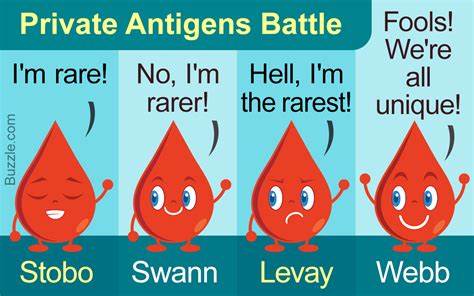 Private Antigens Battle
I'm rare!
No, I'm
rarer!
Hell, I'm
the rarest!
Fools!
We're
all
unique!
Buzzle.com
Stobo
Swann
Levay
Webb